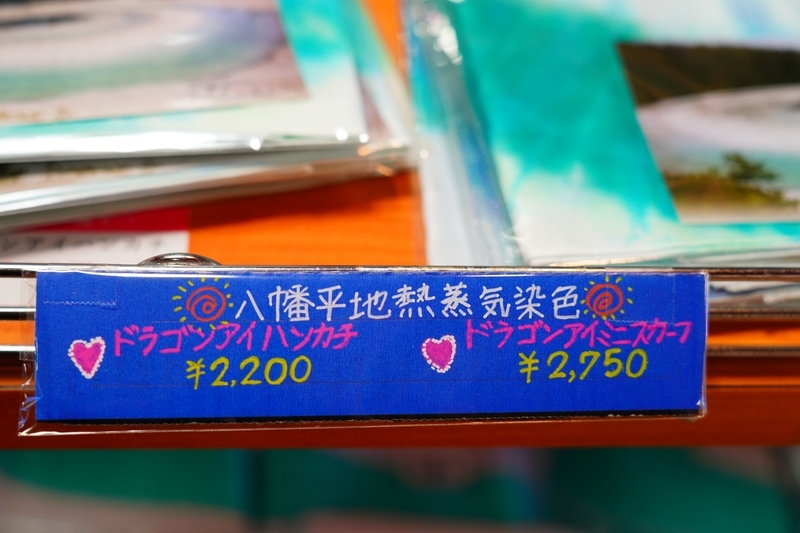 八幡平地熱蒸気染色
ドラゴンアイハンカチ
¥2,200
ドラゴンアイミニスカーフ
¥2,750